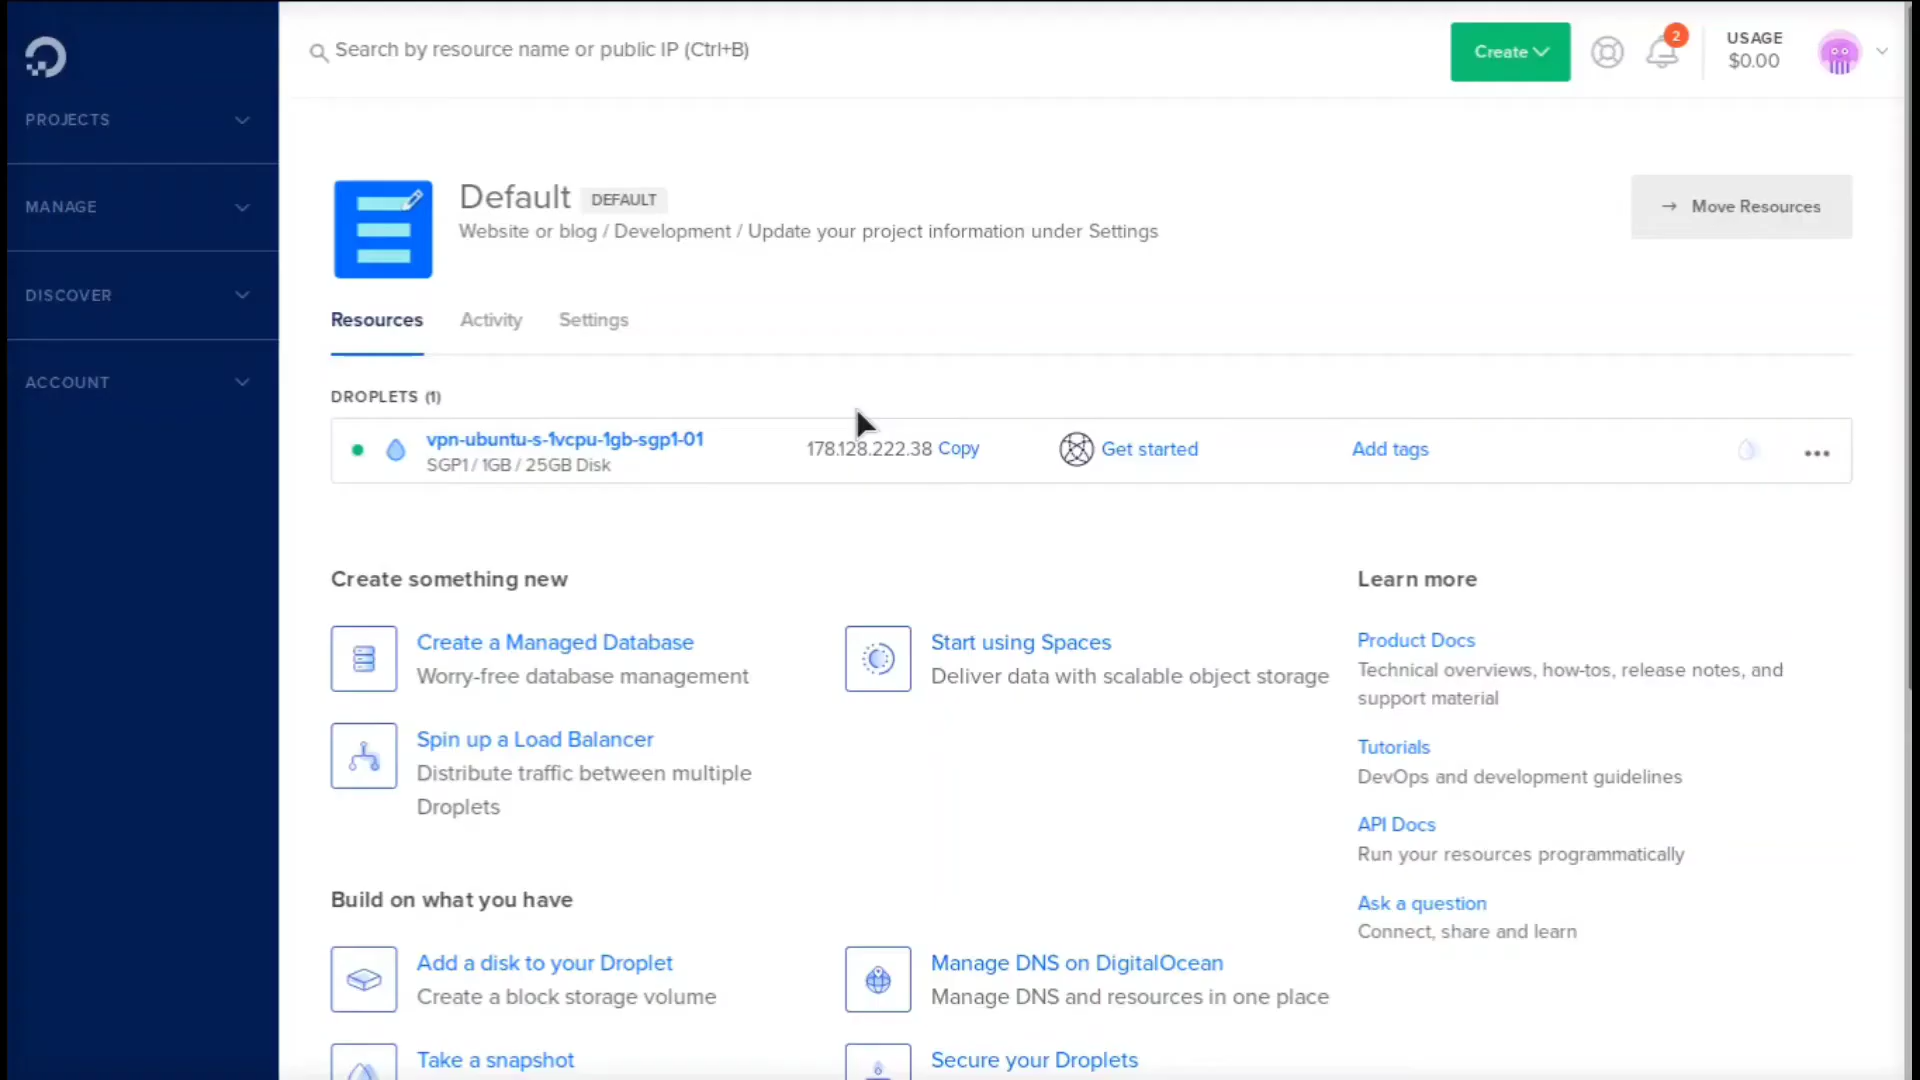 Search by resource name or public IP (Ctrl+B)
Create
2
USAGE
$0.00
PROJECTS
MANAGE
DISCOVER
ACCOUNT
Default DEFAULT
Website or blog / Development / Update your project information under Settings
→ Move Resources
Resources Activity Settings
DROPLETS (1)
vpn-ubuntu-s-1vcpu-1gb-sgp1-01
SGP1 / 1GB / 25GB Disk
178.128.222.38 Copy
Get started
Add tags
Create something new
Create a Managed Database
Worry-free database management
Start using Spaces
Deliver data with scalable object storage
Spin up a Load Balancer
Distribute traffic between multiple
Droplets
Learn more
Product Docs
Technical overviews, how-tos, release notes, and
support material
Tutorials
DevOps and development guidelines
API Docs
Run your resources programmatically
Ask a question
Connect, share and learn
Build on what you have
Add a disk to your Droplet
Create a block storage volume
Manage DNS on DigitalOcean
Manage DNS and resources in one place
Take a snapshot
Secure your Droplets